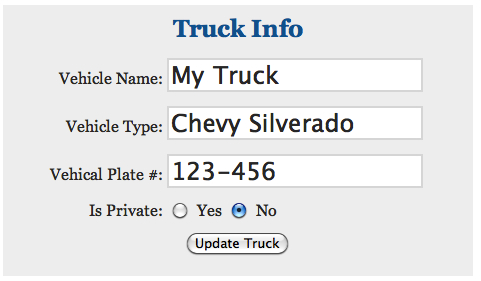 Truck Info
Vehicle Name: My Truck
Vehicle Type: Chevy Silverado
Vehical Plate #: 123-456
Is Private: Yes No
Update Truck